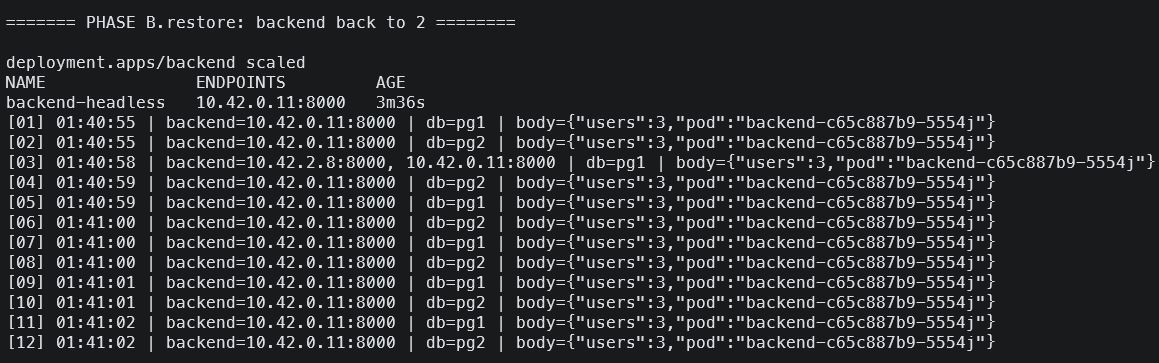 ======= PHASE B.restore: backend back to 2 ========
deployment.apps/backend scaled
NAME ENDPOINTS AGE
backend-headless 10.42.0.11:8000 3m36s
[01] 01:40:55 | backend=10.42.0.11:8000 | db=pg1 | body={"users":3,"pod":"backend-c65c887b9-5554j"}
[02] 01:40:55 | backend=10.42.0.11:8000 | db=pg2 | body={"users":3,"pod":"backend-c65c887b9-5554j"}
[03] 01:40:58 | backend=10.42.2.8:8000, 10.42.0.11:8000 | db=pg1 | body={"users":3,"pod":"backend-c65c887b9-5554j"}
[04] 01:40:59 | backend=10.42.0.11:8000 | db=pg2 | body={"users":3,"pod":"backend-c65c887b9-5554j"}
[05] 01:40:59 | backend=10.42.0.11:8000 | db=pg1 | body={"users":3,"pod":"backend-c65c887b9-5554j"}
[06] 01:41:00 | backend=10.42.0.11:8000 | db=pg2 | body={"users":3,"pod":"backend-c65c887b9-5554j"}
[07] 01:41:00 | backend=10.42.0.11:8000 | db=pg1 | body={"users":3,"pod":"backend-c65c887b9-5554j"}
[08] 01:41:00 | backend=10.42.0.11:8000 | db=pg2 | body={"users":3,"pod":"backend-c65c887b9-5554j"}
[09] 01:41:01 | backend=10.42.0.11:8000 | db=pg1 | body={"users":3,"pod":"backend-c65c887b9-5554j"}
[10] 01:41:01 | backend=10.42.0.11:8000 | db=pg2 | body={"users":3,"pod":"backend-c65c887b9-5554j"}
[11] 01:41:02 | backend=10.42.0.11:8000 | db=pg1 | body={"users":3,"pod":"backend-c65c887b9-5554j"}
[12] 01:41:02 | backend=10.42.0.11:8000 | db=pg2 | body={"users":3,"pod":"backend-c65c887b9-5554j"}